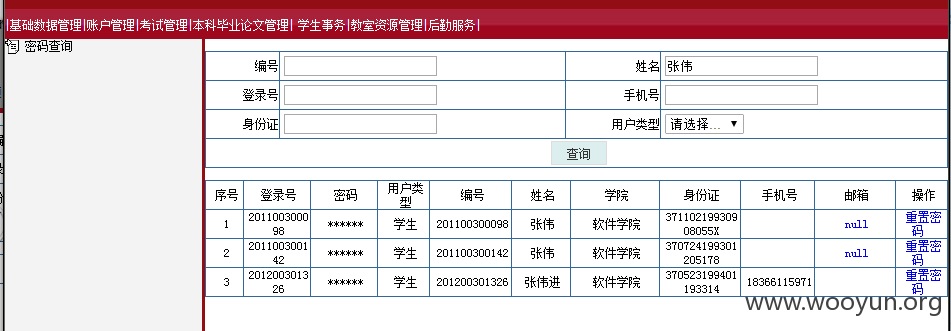 |基础数据管理|账户管理|考试管理|本科毕业论文管理| 学生事务|教室资源管理|后勤服务|
密码查询
编号 姓名 张伟
登录号 手机号
身份证 用户类型 请选择...
查询
序号 登录号 密码 用户类型 编号 姓名 学院 身份证 手机号 邮箱 操作
1 201100300098 ****** 学生 201100300098 张伟 软件学院 37110219930908055X null 重置密码
2 201100300142 ****** 学生 201100300142 张伟 软件学院 370724199301205178 null 重置密码
3 201200301326 ****** 学生 201200301326 张伟进 软件学院 370523199401193314 18366115971 重置密码
www.wooyun.org